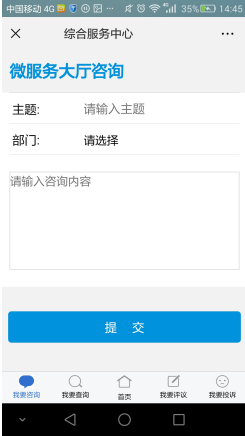 中国移动 4G 35% 14:45
综合服务中心
微服务大厅咨询
主题: 请输入主题
部门: 请选择
请输入咨询内容
提 交
我要咨询 我要查询 首页 我要评议 我要投诉